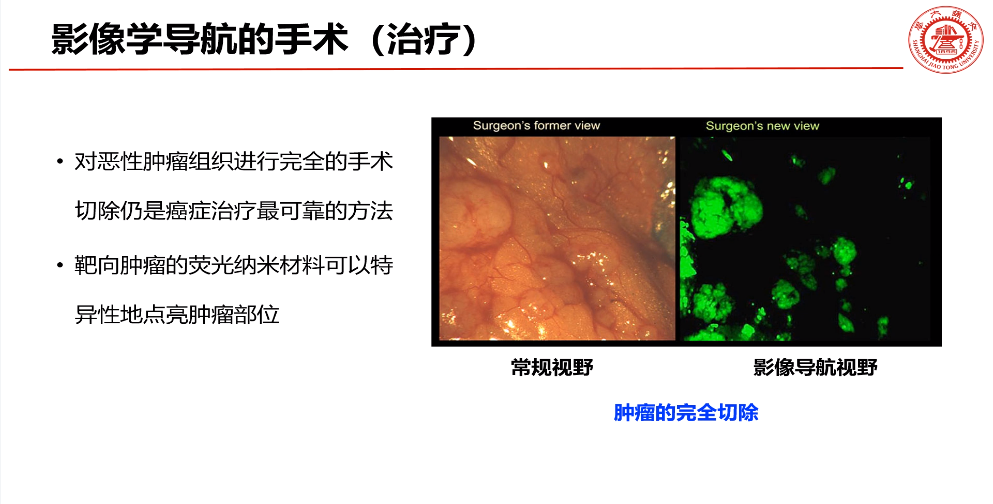 影像学导航的手术（治疗）
SHANGHAI JIAO TONG UNIVERSITY
• 对恶性肿瘤组织进行完全的手术
切除仍是癌症治疗最可靠的方法
• 靶向肿瘤的荧光纳米材料可以特
异性地点亮肿瘤部位
Surgeon's former view
Surgeon's new view
常规视野
影像导航视野
肿瘤的完全切除